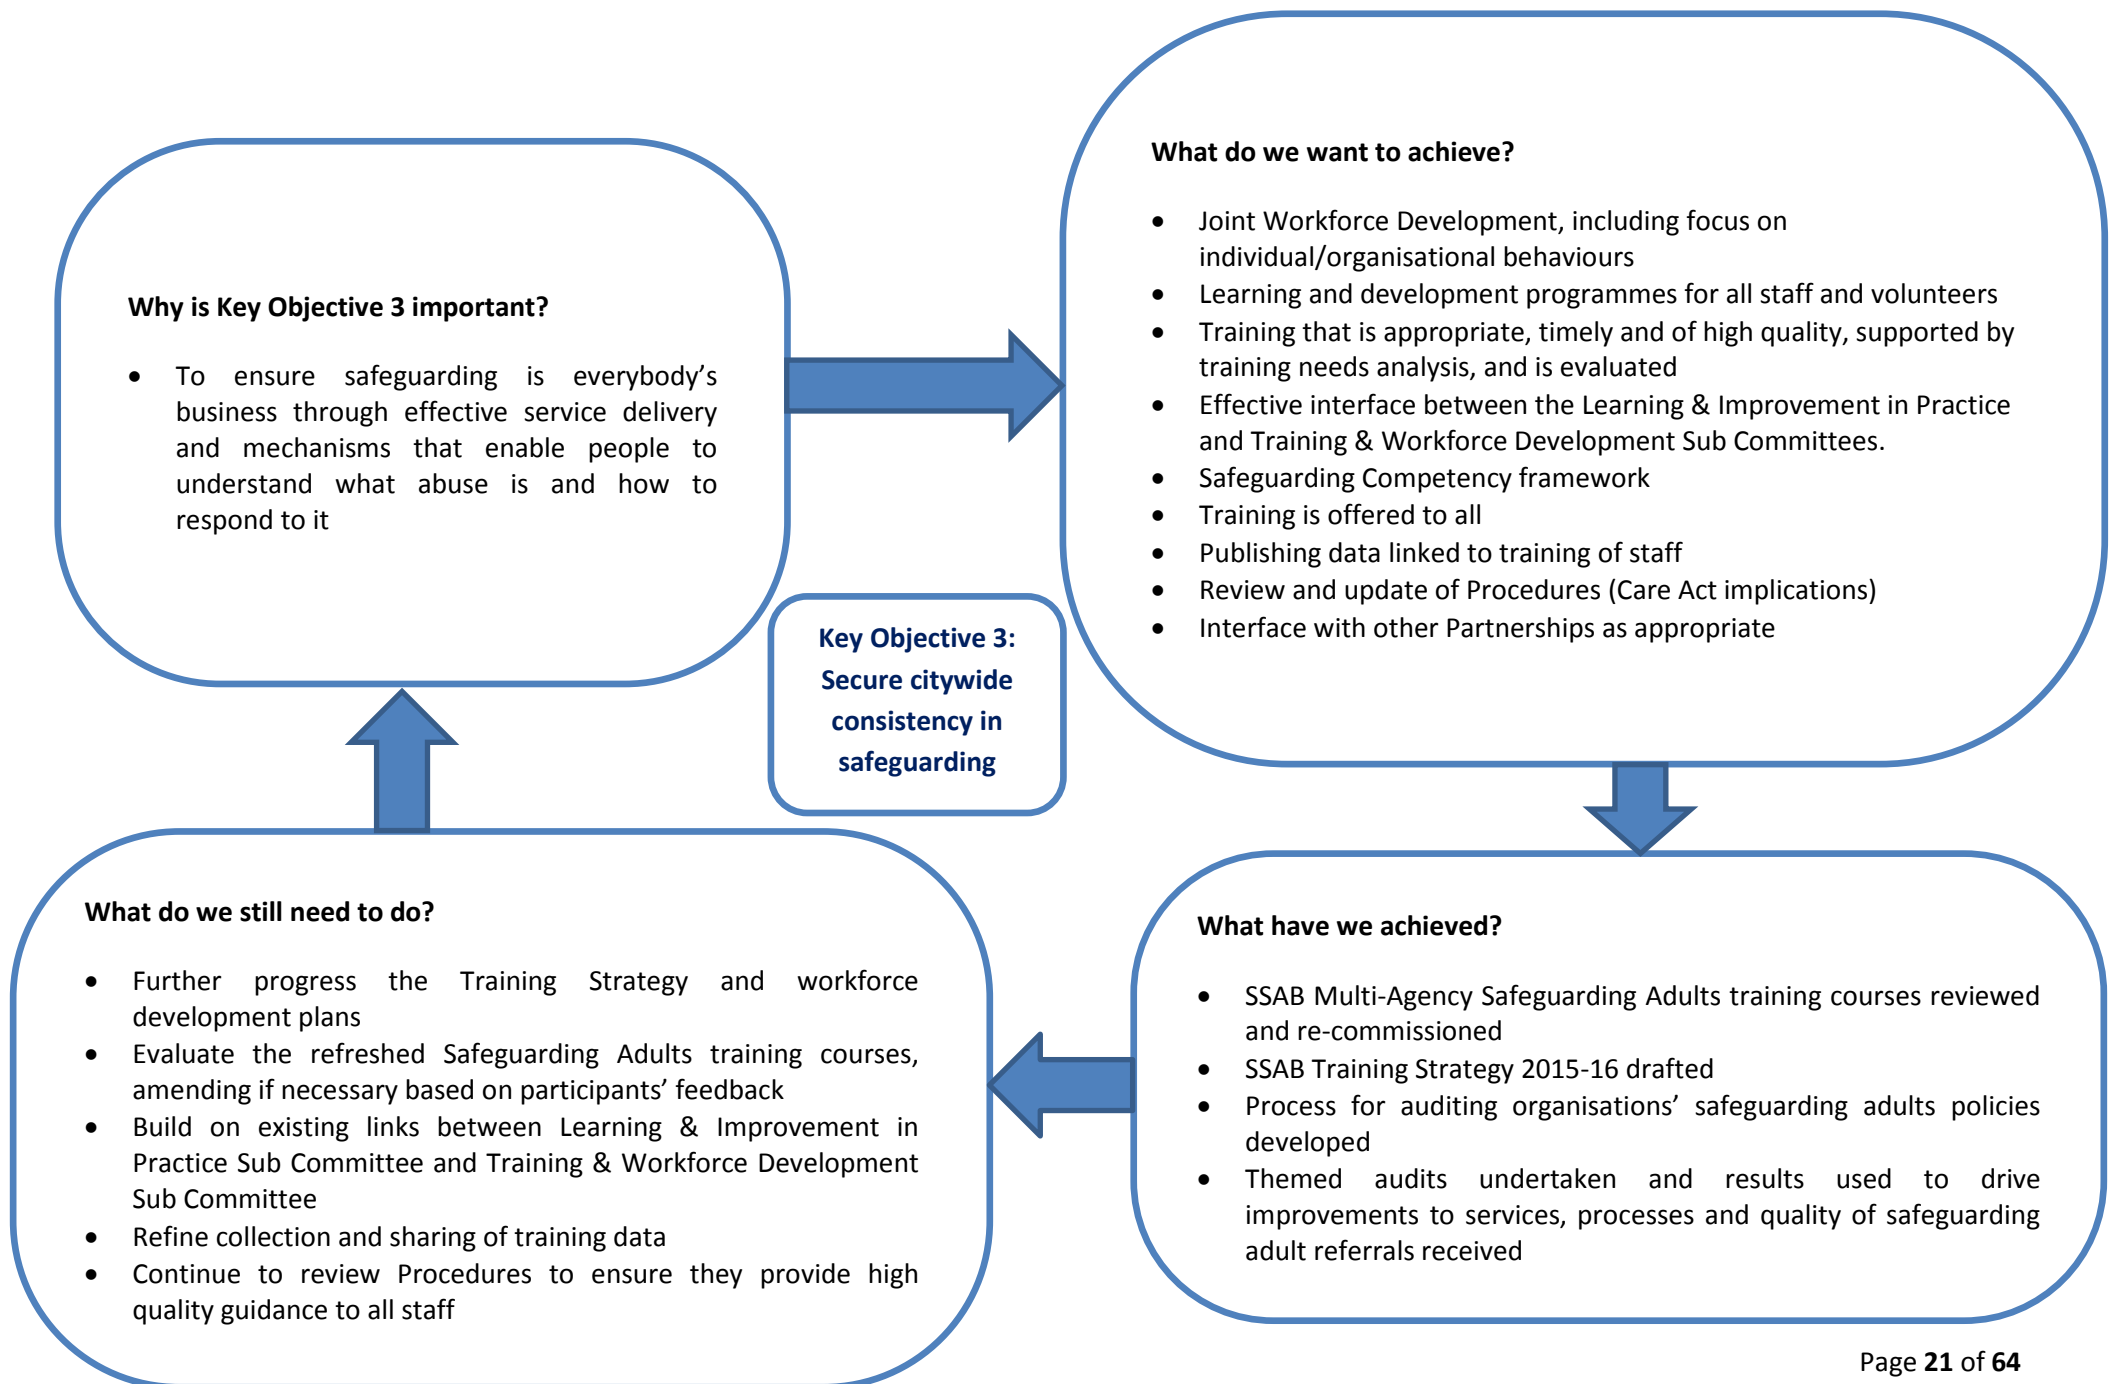 Why is Key Objective 3 important?
• To ensure safeguarding is everybody’s
business through effective service delivery
and mechanisms that enable people to
understand what abuse is and how to
respond to it
What do we want to achieve?
• Joint Workforce Development, including focus on
individual/organisational behaviours
• Learning and development programmes for all staff and volunteers
• Training that is appropriate, timely and of high quality, supported by
training needs analysis, and is evaluated
• Effective interface between the Learning & Improvement in Practice
and Training & Workforce Development Sub Committees.
• Safeguarding Competency framework
• Training is offered to all
• Publishing data linked to training of staff
• Review and update of Procedures (Care Act implications)
• Interface with other Partnerships as appropriate
Key Objective 3:
Secure citywide
consistency in
safeguarding
What have we achieved?
• SSAB Multi-Agency Safeguarding Adults training courses reviewed
and re-commissioned
• SSAB Training Strategy 2015-16 drafted
• Process for auditing organisations’ safeguarding adults policies
developed
• Themed audits undertaken and results used to drive
improvements to services, processes and quality of safeguarding
adult referrals received
What do we still need to do?
• Further progress the Training Strategy and workforce
development plans
• Evaluate the refreshed Safeguarding Adults training courses,
amending if necessary based on participants’ feedback
• Build on existing links between Learning & Improvement in
Practice Sub Committee and Training & Workforce Development
Sub Committee
• Refine collection and sharing of training data
• Continue to review Procedures to ensure they provide high
quality guidance to all staff
Page 21 of 64